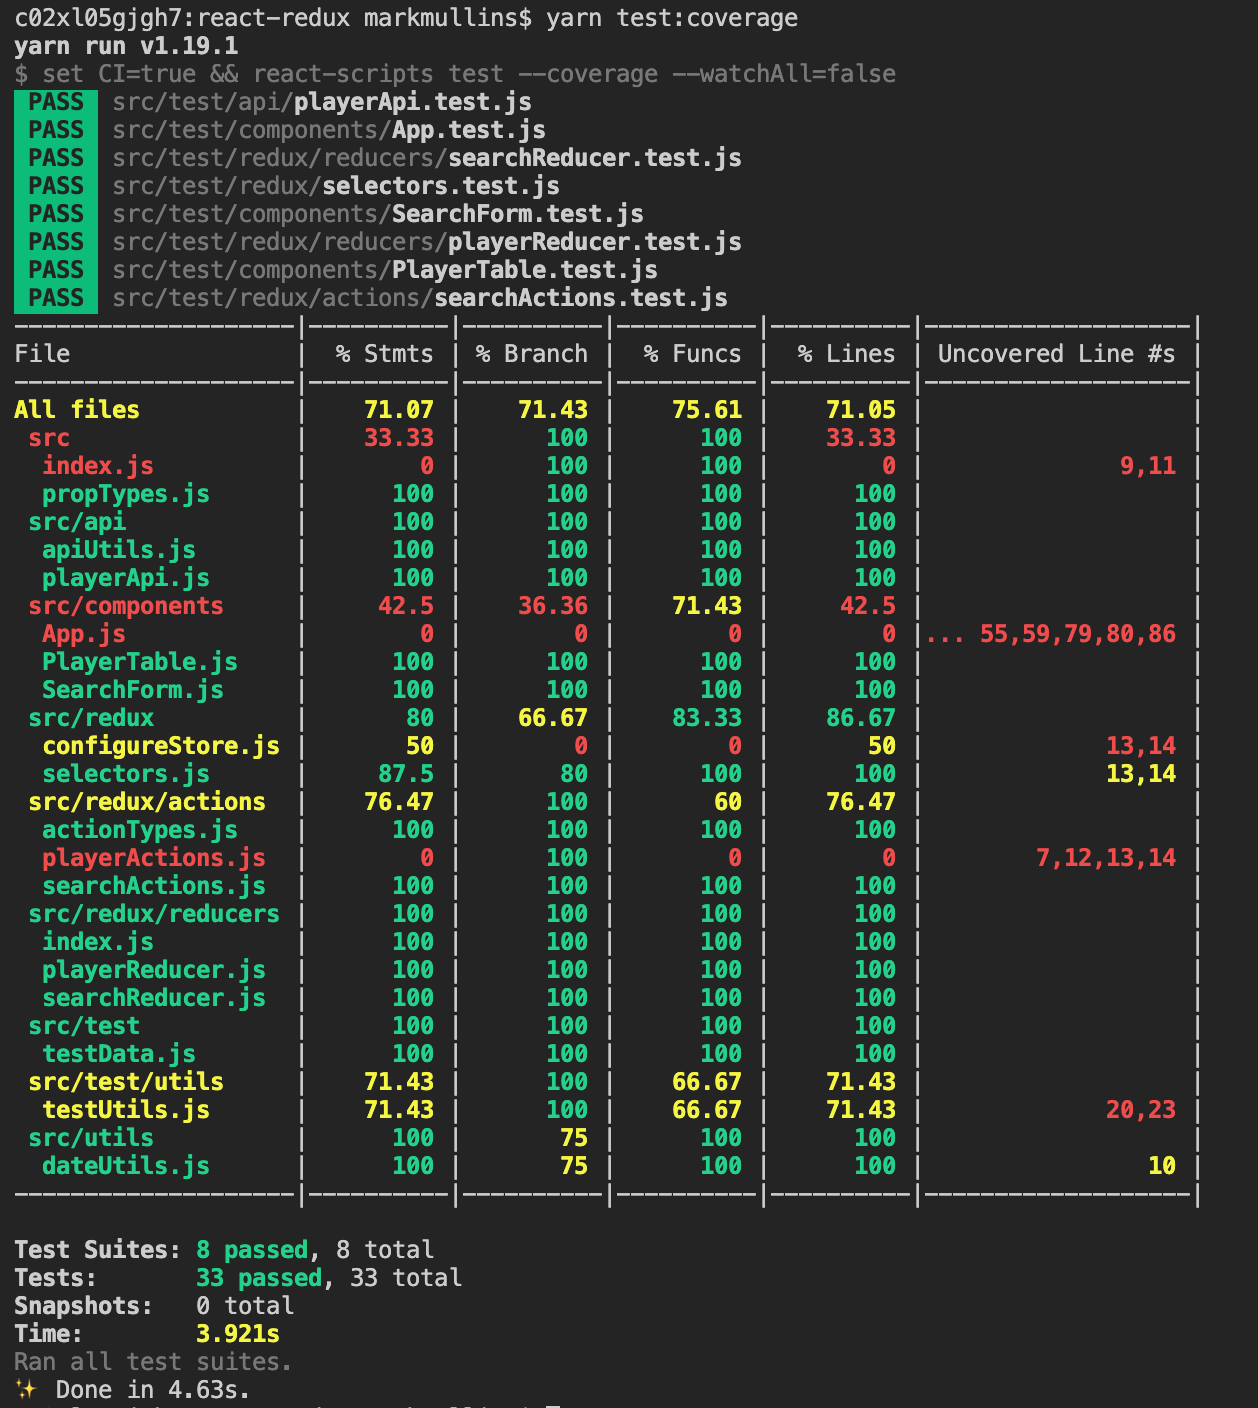 c02xl05gjgh7:react-redux markmullins$ yarn test:coverage
yarn run v1.19.1
$ set CI=true && react-scripts test --coverage --watchAll=false
PASS src/test/api/playerApi.test.js
PASS src/test/components/App.test.js
PASS src/test/redux/reducers/searchReducer.test.js
PASS src/test/redux/selectors.test.js
PASS src/test/components/SearchForm.test.js
PASS src/test/redux/reducers/playerReducer.test.js
PASS src/test/components/PlayerTable.test.js
PASS src/test/redux/actions/searchActions.test.js
--------------------|----------|----------|----------|----------|-------------------|
File | % Stmts | % Branch | % Funcs | % Lines | Uncovered Line #s |
--------------------|----------|----------|----------|----------|-------------------|
All files | 71.07 | 71.43 | 75.61 | 71.05 | |
src | 33.33 | 100 | 100 | 33.33 | |
index.js | 0 | 100 | 100 | 0 | 9,11 |
propTypes.js | 100 | 100 | 100 | 100 | |
src/api | 100 | 100 | 100 | 100 | |
apiUtils.js | 100 | 100 | 100 | 100 | |
playerApi.js | 100 | 100 | 100 | 100 | |
src/components | 42.5 | 36.36 | 71.43 | 42.5 | |
App.js | 0 | 0 | 0 | 0 |... 55,59,79,80,86 |
PlayerTable.js | 100 | 100 | 100 | 100 | |
SearchForm.js | 100 | 100 | 100 | 100 | |
src/redux | 80 | 66.67 | 83.33 | 86.67 | |
configureStore.js | 50 | 0 | 0 | 50 | 13,14 |
selectors.js | 87.5 | 80 | 100 | 100 | 13,14 |
src/redux/actions | 76.47 | 100 | 60 | 76.47 | |
actionTypes.js | 100 | 100 | 100 | 100 | |
playerActions.js | 0 | 100 | 0 | 0 | 7,12,13,14 |
searchActions.js | 100 | 100 | 100 | 100 | |
src/redux/reducers | 100 | 100 | 100 | 100 | |
index.js | 100 | 100 | 100 | 100 | |
playerReducer.js | 100 | 100 | 100 | 100 | |
searchReducer.js | 100 | 100 | 100 | 100 | |
src/test | 100 | 100 | 100 | 100 | |
testData.js | 100 | 100 | 100 | 100 | |
src/test/utils | 71.43 | 100 | 66.67 | 71.43 | |
testUtils.js | 71.43 | 100 | 66.67 | 71.43 | 20,23 |
src/utils | 100 | 75 | 100 | 100 | |
dateUtils.js | 100 | 75 | 100 | 100 | 10 |
--------------------|----------|----------|----------|----------|-------------------|
Test Suites: 8 passed, 8 total
Tests: 33 passed, 33 total
Snapshots: 0 total
Time: 3.921s
Ran all test suites.
✨ Done in 4.63s.